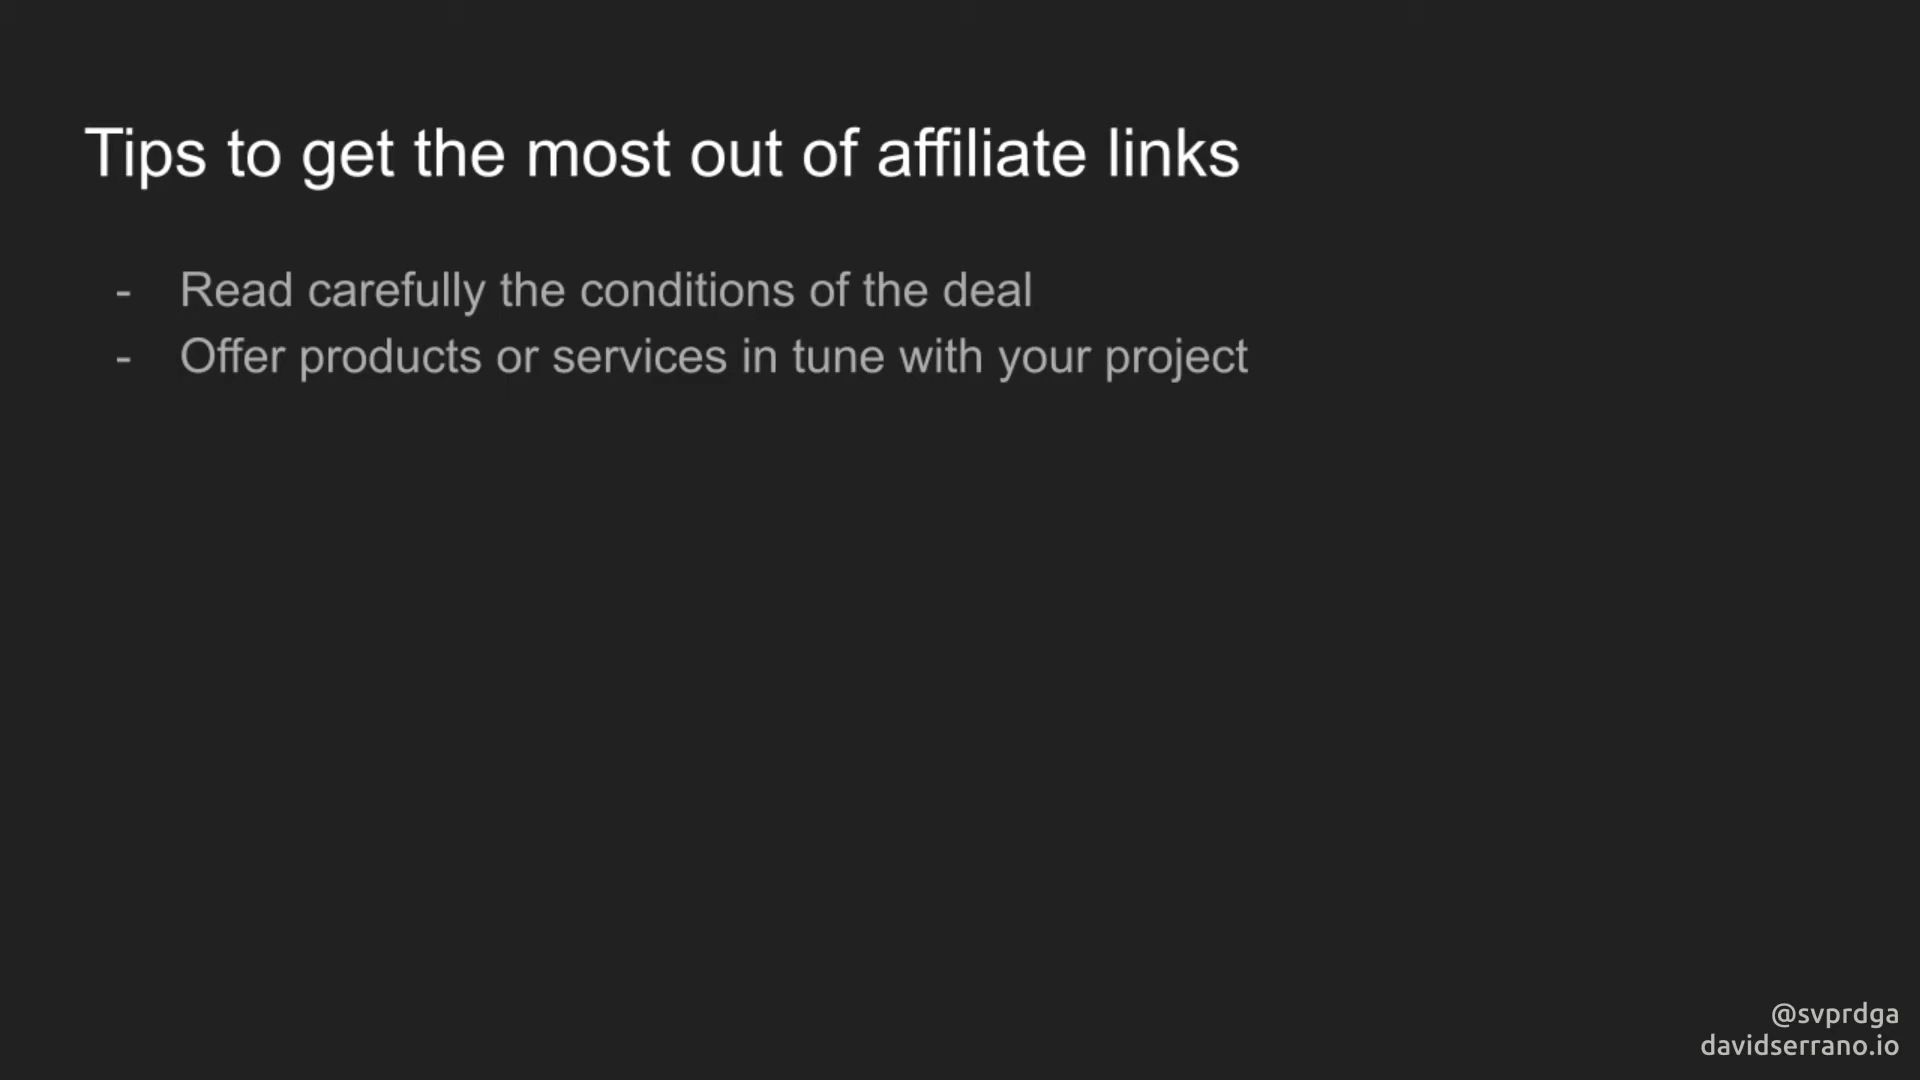 Tips to get the most out of affiliate links
- Read carefully the conditions of the deal
- Offer products or services in tune with your project
@svprdga
davidserrano.io